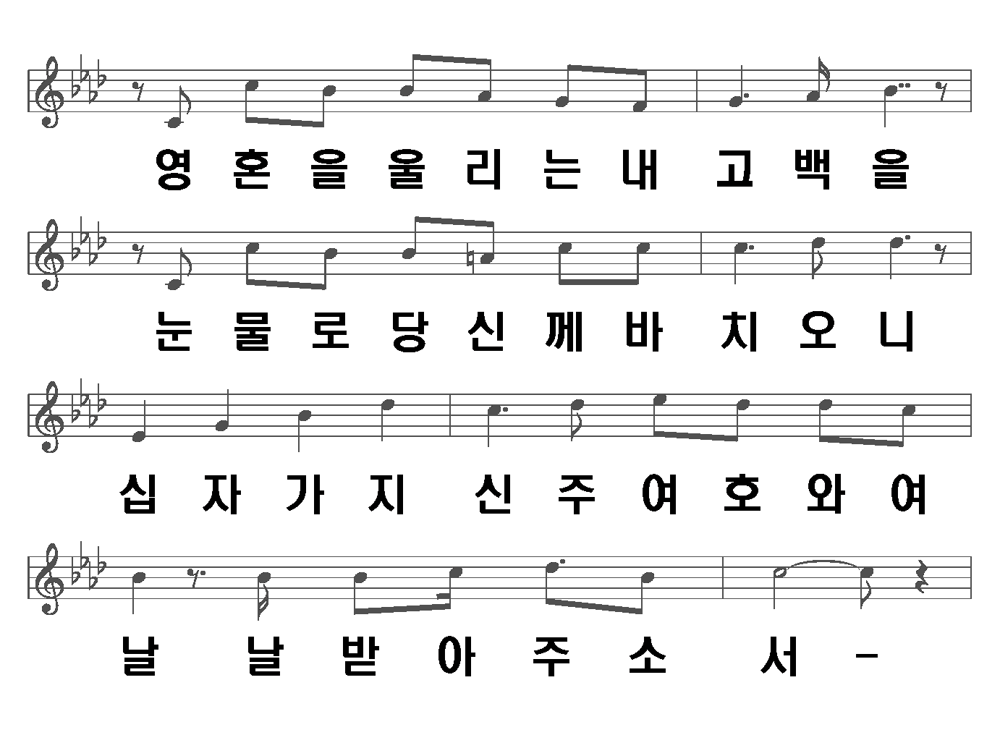 영 혼 을 울 리 는 내 고 백 을
눈 물 로 당 신 께 바 치 오 니
십 자 가 지 신 주 여 호 와 여
날 날 받 아 주 소 서 -